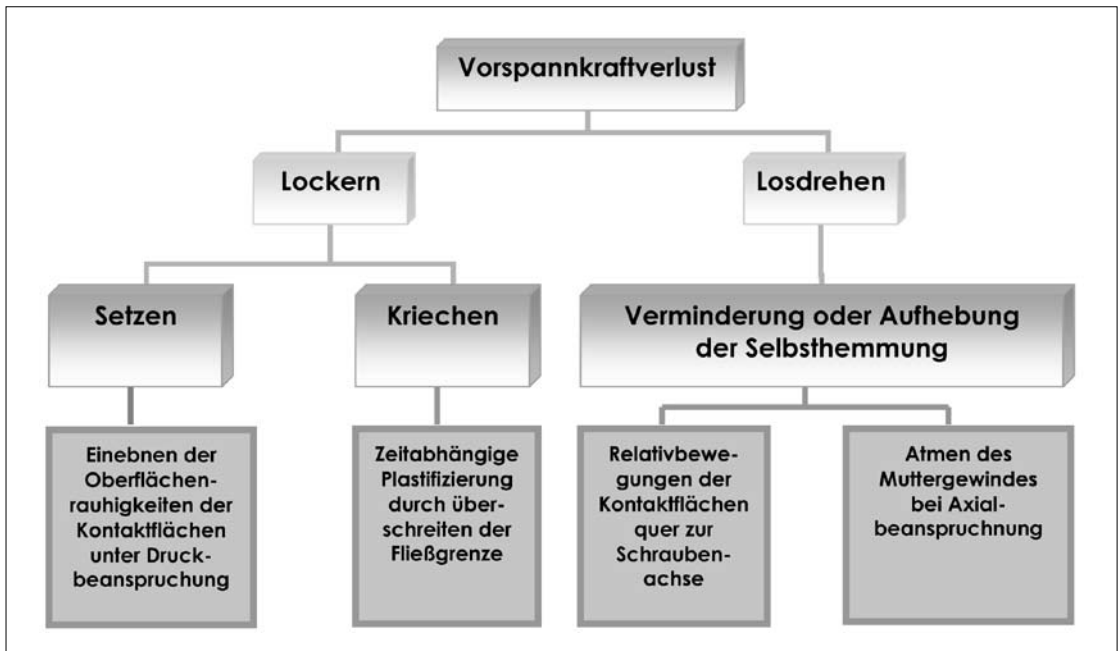 Vorspannkraftverlust
Lockern
Losdrehen
Setzen
Kriechen
Verminderung oder Aufhebung
der Selbsthemmung
Einebnen der
Oberflächen-
rauhigkeiten der
Kontaktflächen
unter Druck-
beanspruchung
Zeitabhängige
Plastifizierung
durch über-
schreiten der
Fließgrenze
Relativbewe-
gungen der
Kontaktflächen
quer zur
Schrauben-
achse
Atmen des
Muttergewindes
bei Axial-
beanspruchnung